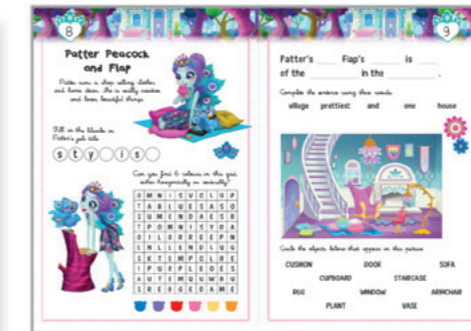 8
Patter Peacock
and Flap
Patter runs a shop selling clothes
and home decor. She is really creative
and loves beautiful things.
Fill in the blanks in
Patter's job title
s t y i s
Can you find 6 colours in this grid,
either horizontally or vertically?
9
Patter's Flap's is
of the in the .
Complete the sentence using these words.
village prettiest and one house
Circle the objects below that appear in this picture.
CUSHION DOOR SOFA
CUPBOARD STAIRCASE
RUG WINDOW ARMCHAIR
PLANT VASE